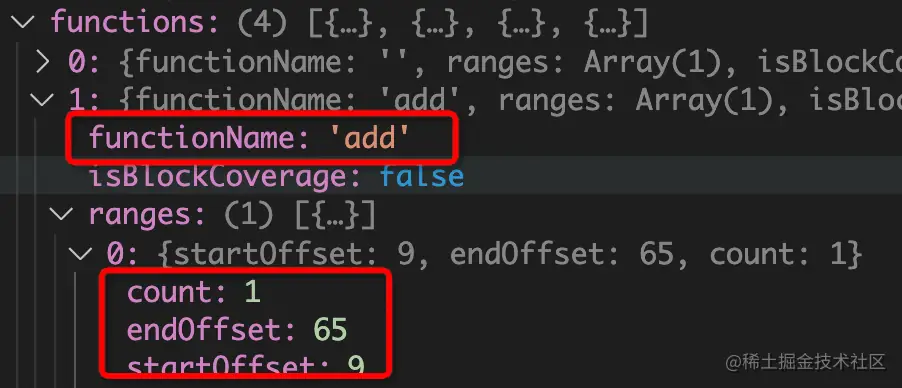 functions: (4) [{…}, {…}, {…}, {…}]
0: {functionName: '', ranges: Array(1), isBlockCo
1: {functionName: 'add', ranges: Array(1), isBl
functionName: 'add'
isBlockCoverage: false
ranges: (1) [{…}]
0: {startOffset: 9, endOffset: 65, count: 1}
count: 1
endOffset: 65
startOffset: 9
@稀土掘金技术社区